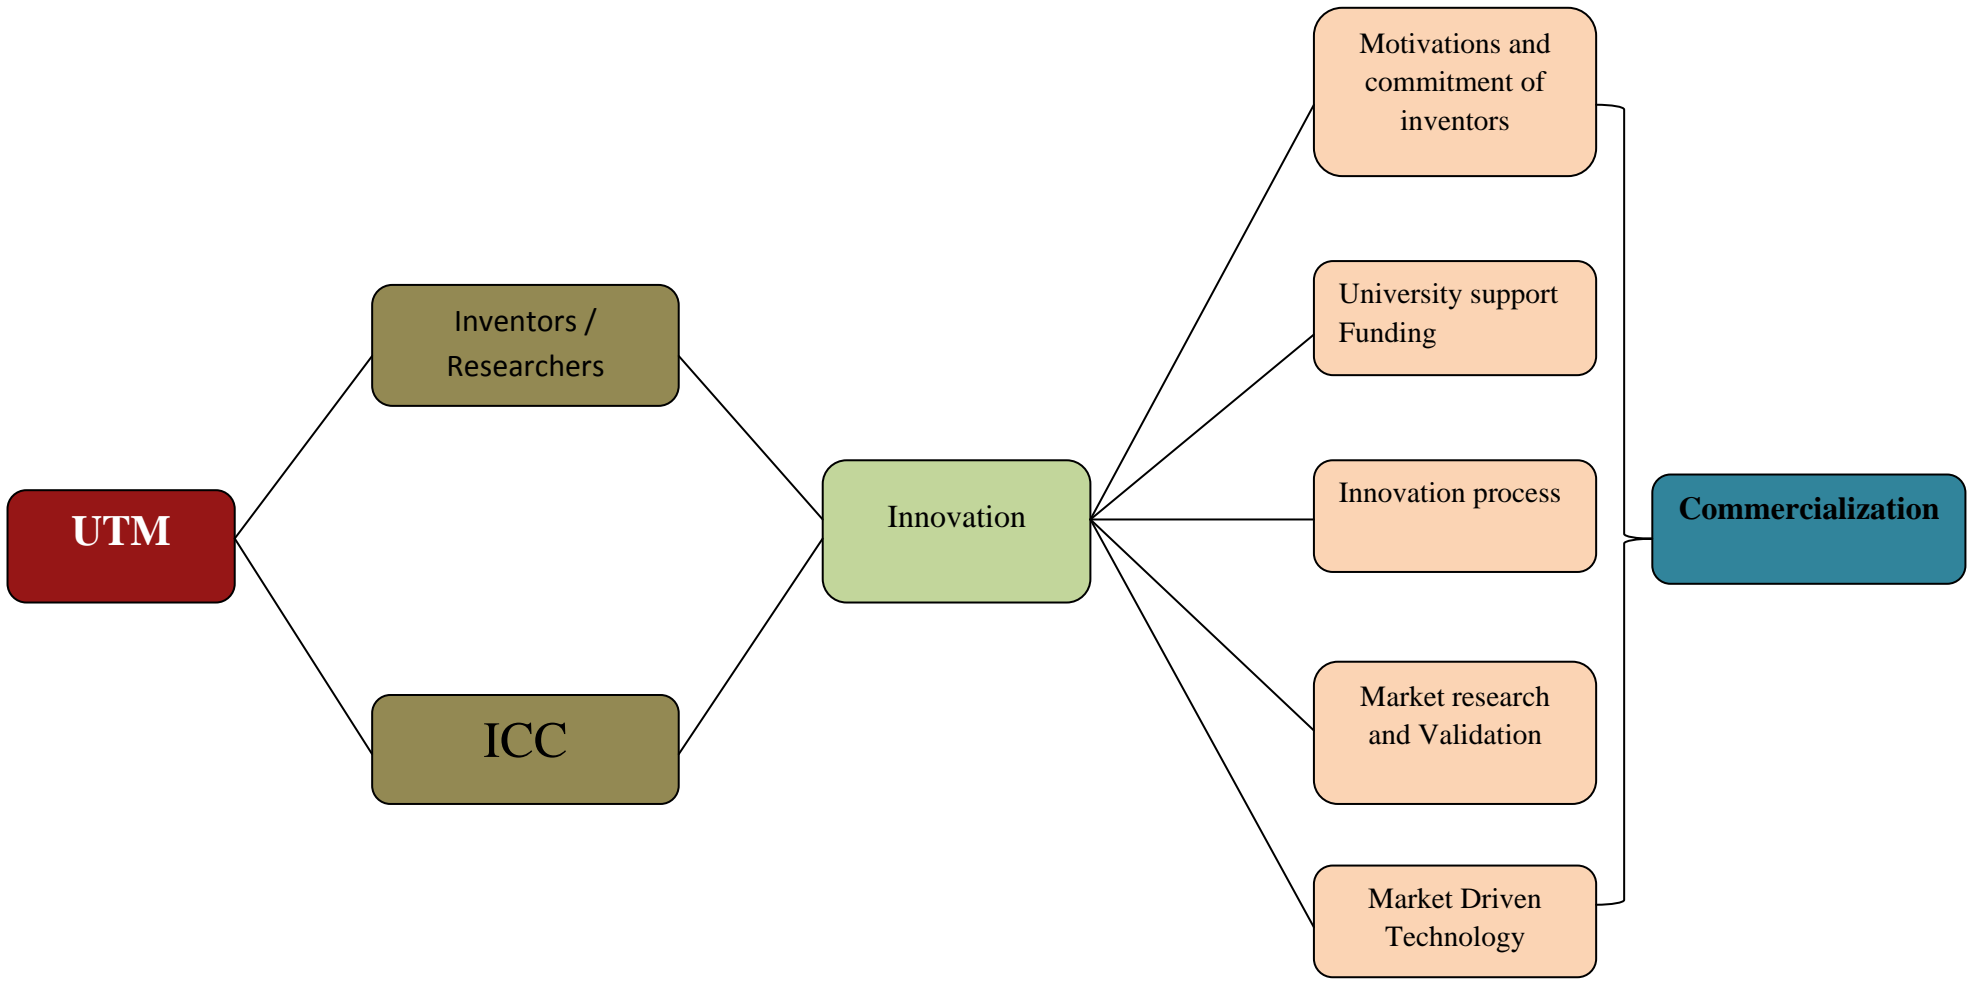 UTM
Inventors /
Researchers
ICC
Innovation
Motivations and
commitment of
inventors
University support
Funding
Innovation process
Market research
and Validation
Market Driven
Technology
Commercialization